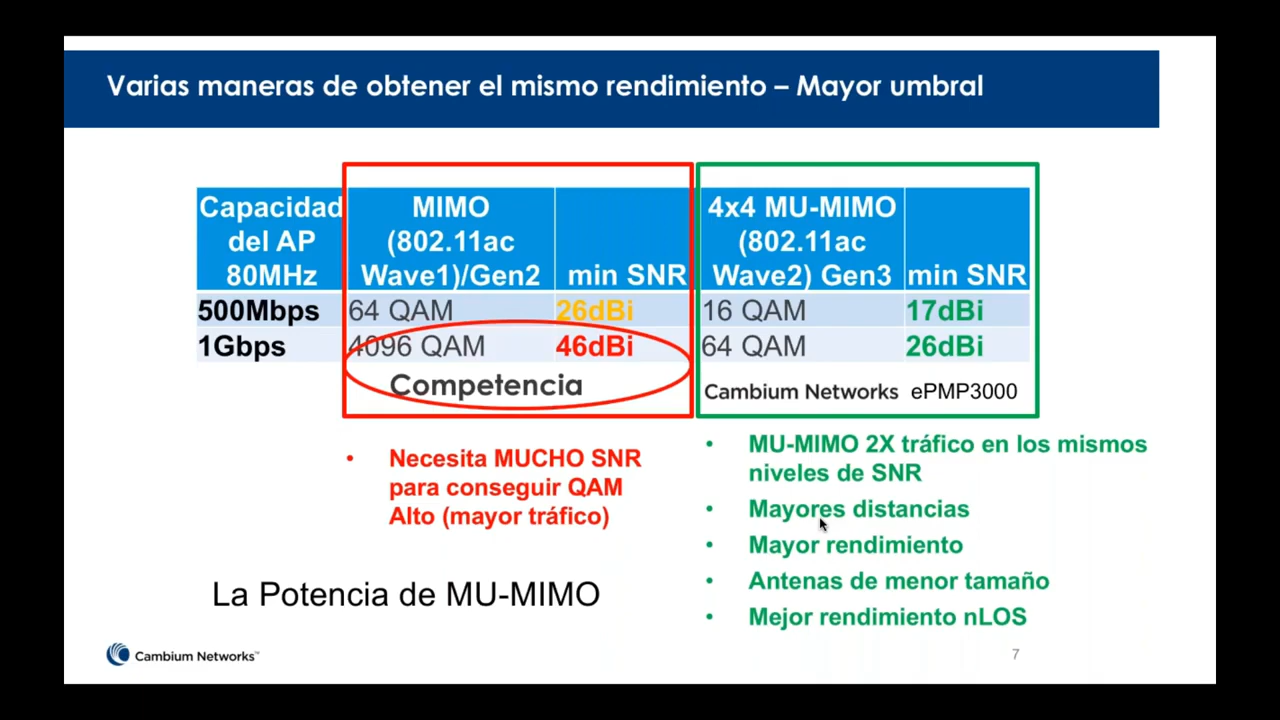 Varias maneras de obtener el mismo rendimiento – Mayor umbral
Capacidad del AP 80MHz
MIMO (802.11ac Wave1)/Gen2
min SNR
4x4 MU-MIMO (802.11ac Wave2) Gen3
min SNR
500Mbps 64 QAM 26dBi 16 QAM 17dBi
1Gbps 4096 QAM 46dBi 64 QAM 26dBi
Competencia
Cambium Networks ePMP3000
• Necesita MUCHO SNR
para conseguir QAM
Alto (mayor tráfico)
• MU-MIMO 2X tráfico en los mismos
niveles de SNR
• Mayores distancias
• Mayor rendimiento
• Antenas de menor tamaño
• Mejor rendimiento nLOS
La Potencia de MU-MIMO
Cambium Networks™
7